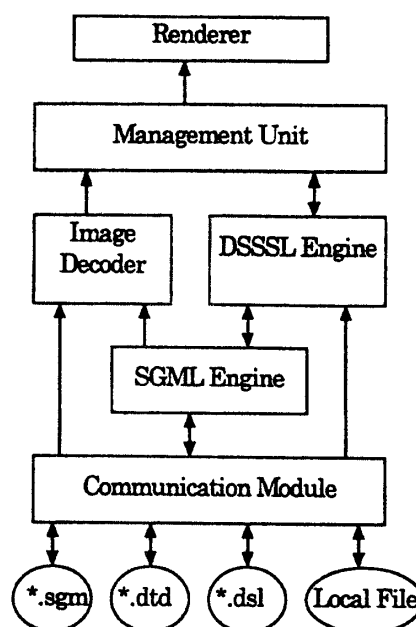 Renderer
Management Unit
Image
Decoder
DSSSL Engine
SGML Engine
Communication Module
*.sgm
*.dtd
*.dsl
Local File